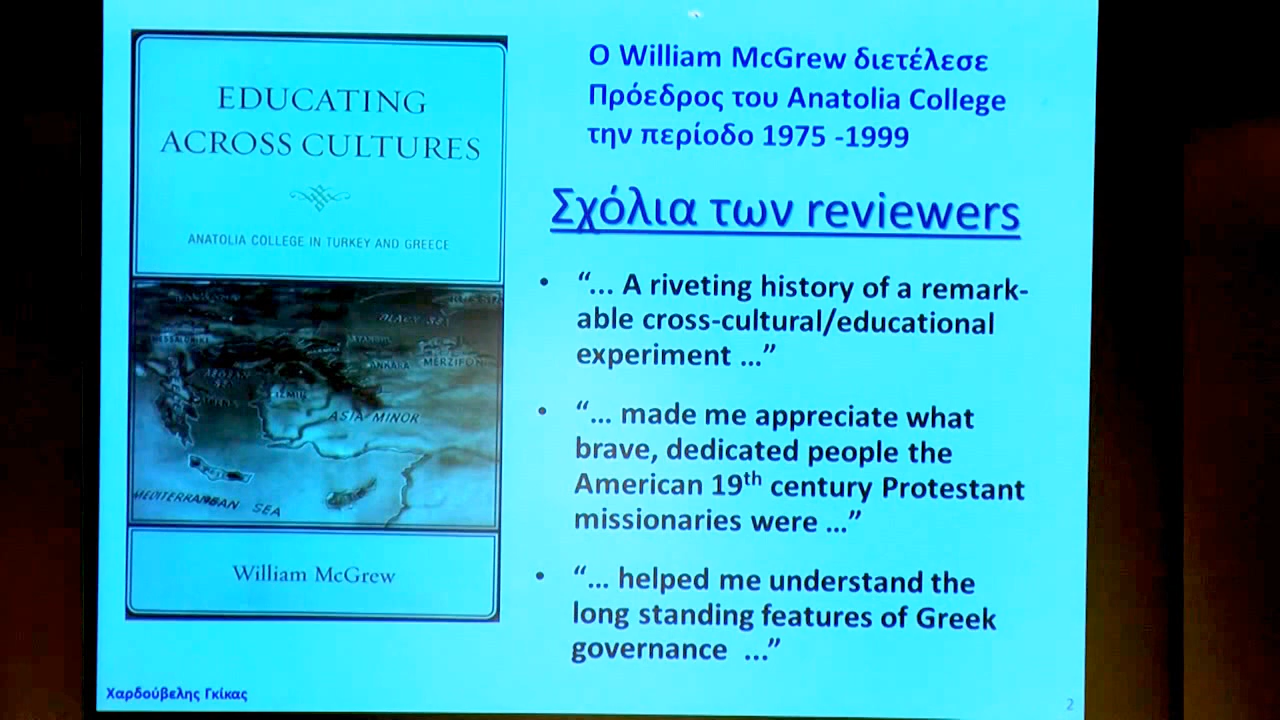 EDUCATING
ACROSS CULTURES
ANATOLIA COLLEGE IN TURKEY AND GREECE
BLACK SEA
ANKARA
MERZIFON
IZMIR
ASIA MINOR
MEDITERRANEAN SEA
William McGrew
Ο William McGrew διετέλεσε
Πρόεδρος του Anatolia College
την περίοδο 1975 -1999
Σχόλια των reviewers
• “... A riveting history of a remark-
able cross-cultural/educational
experiment ...”
• “... made me appreciate what
brave, dedicated people the
American 19th century Protestant
missionaries were ...”
• “... helped me understand the
long standing features of Greek
governance ...”
Χαρδούβελης Γκίκας
2